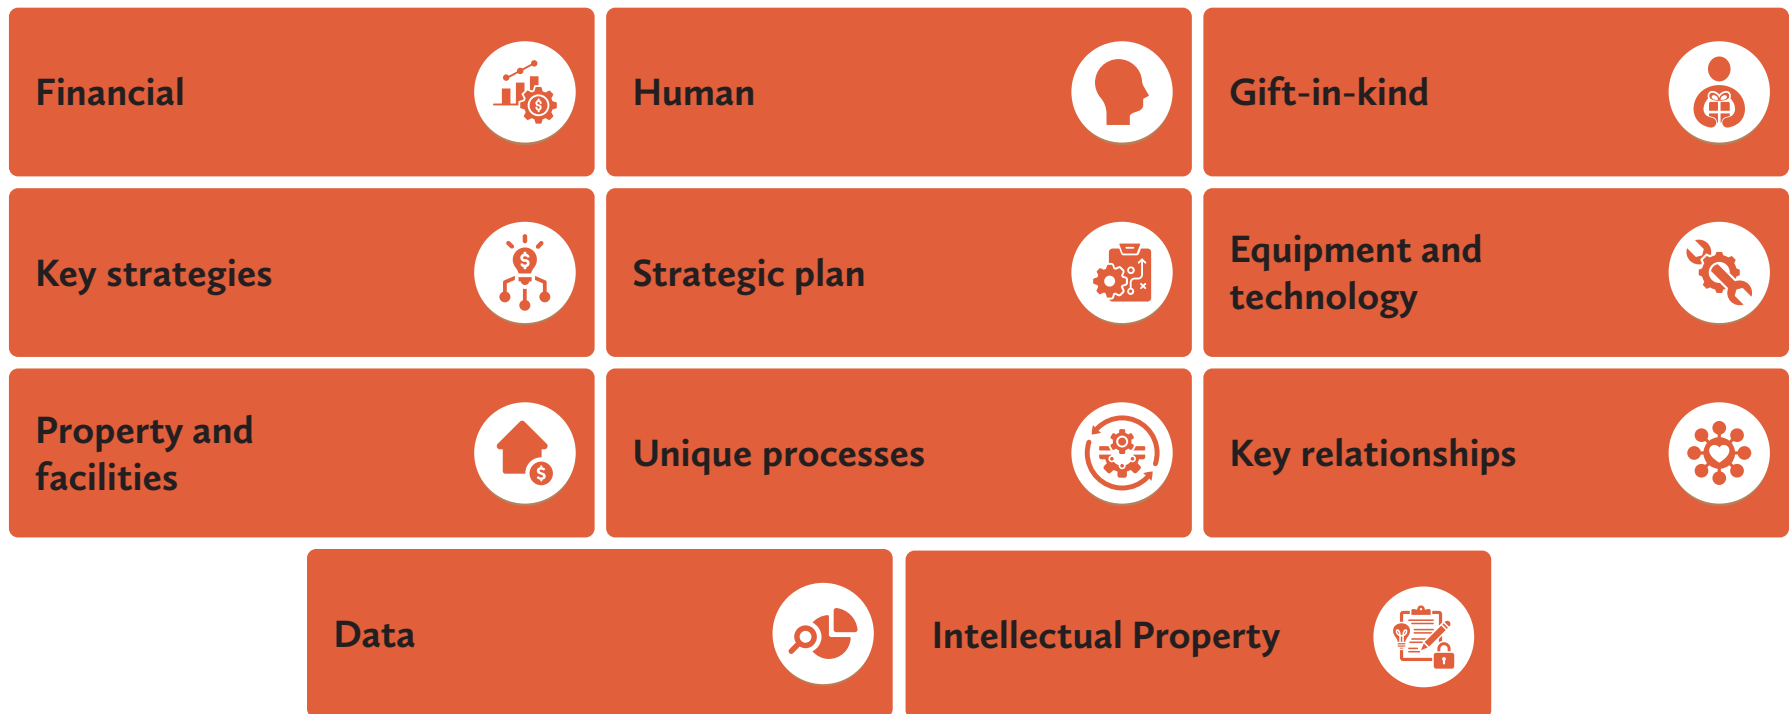 Financial
Human
Gift-in-kind
Key strategies
Strategic plan
Equipment and
technology
Property and
facilities
Unique processes
Key relationships
Data
Intellectual Property